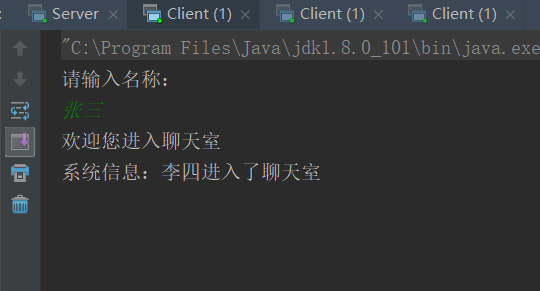 Server Client (1) Client (1) Client (1)
"C:\Program Files\Java\jdk1.8.0_101\bin\java.exe
请输入名称：
张三
欢迎您进入聊天室
系统信息：李四进入了聊天室